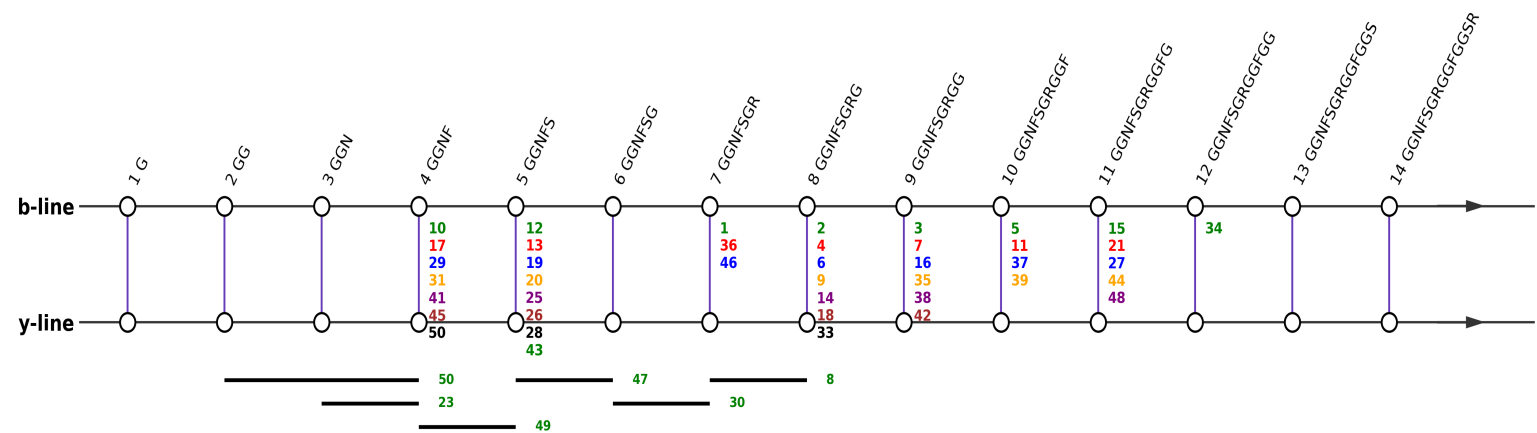 1 G
2 GG
3 GGN
4 GGNF
5 GGNFS
6 GGNFSG
7 GGNFSGR
8 GGNFSGRG
9 GGNFSGRGG
10 GGNFSGRGGF
11 GGNFSGRGGFG
12 GGNFSGRGGFGG
13 GGNFSGRGGFGGS
14 GGNFSGRGGFGGSR
b-line
10 12 1 2 3 5 15 34
17 13 36 4 7 11 21
29 19 46 6 16 37 27
31 20 9 35 39 44
41 25 14 38 48
45 26 18 42
y-line
50 28 33
43
50 47 8
23 30
49